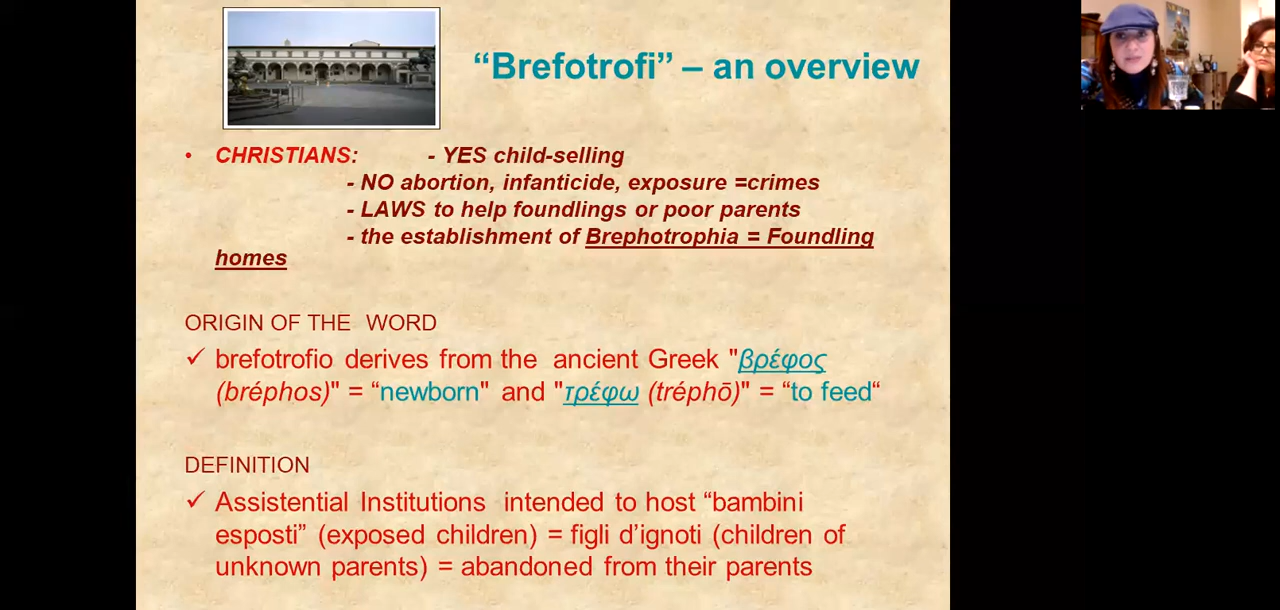 “Brefotrofi” – an overview
• CHRISTIANS: - YES child-selling
- NO abortion, infanticide, exposure =crimes
- LAWS to help foundlings or poor parents
- the establishment of Brephotrophia = Foundling
homes
ORIGIN OF THE WORD
✓ brefotrofio derives from the ancient Greek "βρέφος
(bréphos)" = “newborn" and "τρέφω (tréphō)" = “to feed“
DEFINITION
✓ Assistential Institutions intended to host “bambini
esposti” (exposed children) = figli d’ignoti (children of
unknown parents) = abandoned from their parents